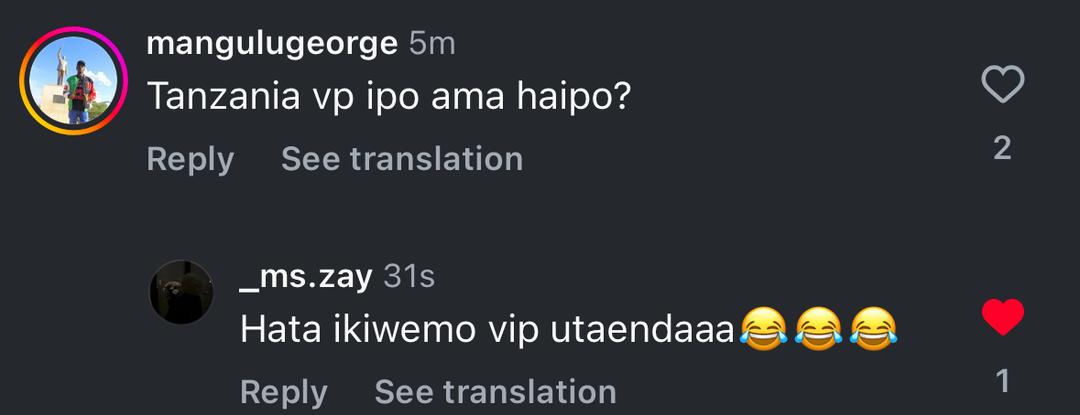 mangulugeorge 5m
Tanzania vp ipo ama haipo?
2
Reply See translation
_ms.zay 31s
Hata ikiwemo vip utaendaaa😂😂😂
1
Reply See translation